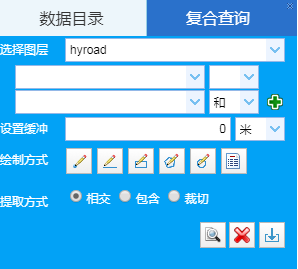 数据目录 复合查询
选择图层 hyroad
和
设置缓冲 0 米
绘制方式
提取方式 相交 包含 裁切